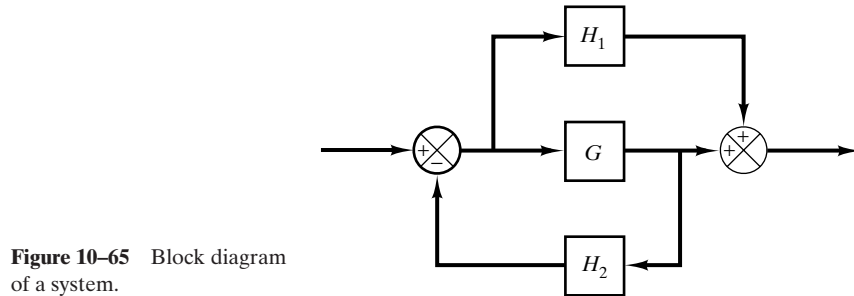 H1
+
+ − G +
Figure 10–65 Block diagram
of a system.
H2